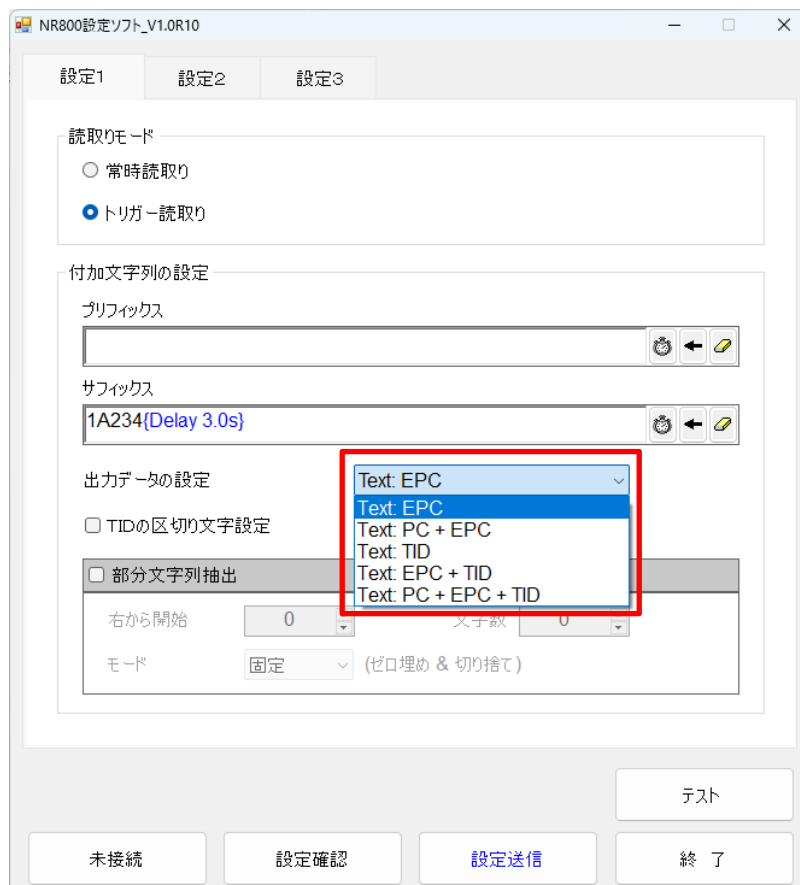 NR800設定ソフト_V1.0R10
設定1 設定2 設定3
読取りモード
常時読取り
トリガー読取り
付加文字列の設定
プリフィックス
サフィックス
1A234{Delay 3.0s}
出力データの設定 Text: EPC
Text: EPC
Text: PC + EPC
TIDの区切り文字設定
Text: TID
Text: EPC + TID
部分文字列抽出
Text: PC + EPC + TID
右から開始 0 文字数 0
モード 固定 (ゼロ埋め & 切り捨て)
テスト
未接続 設定確認 設定送信 終 了